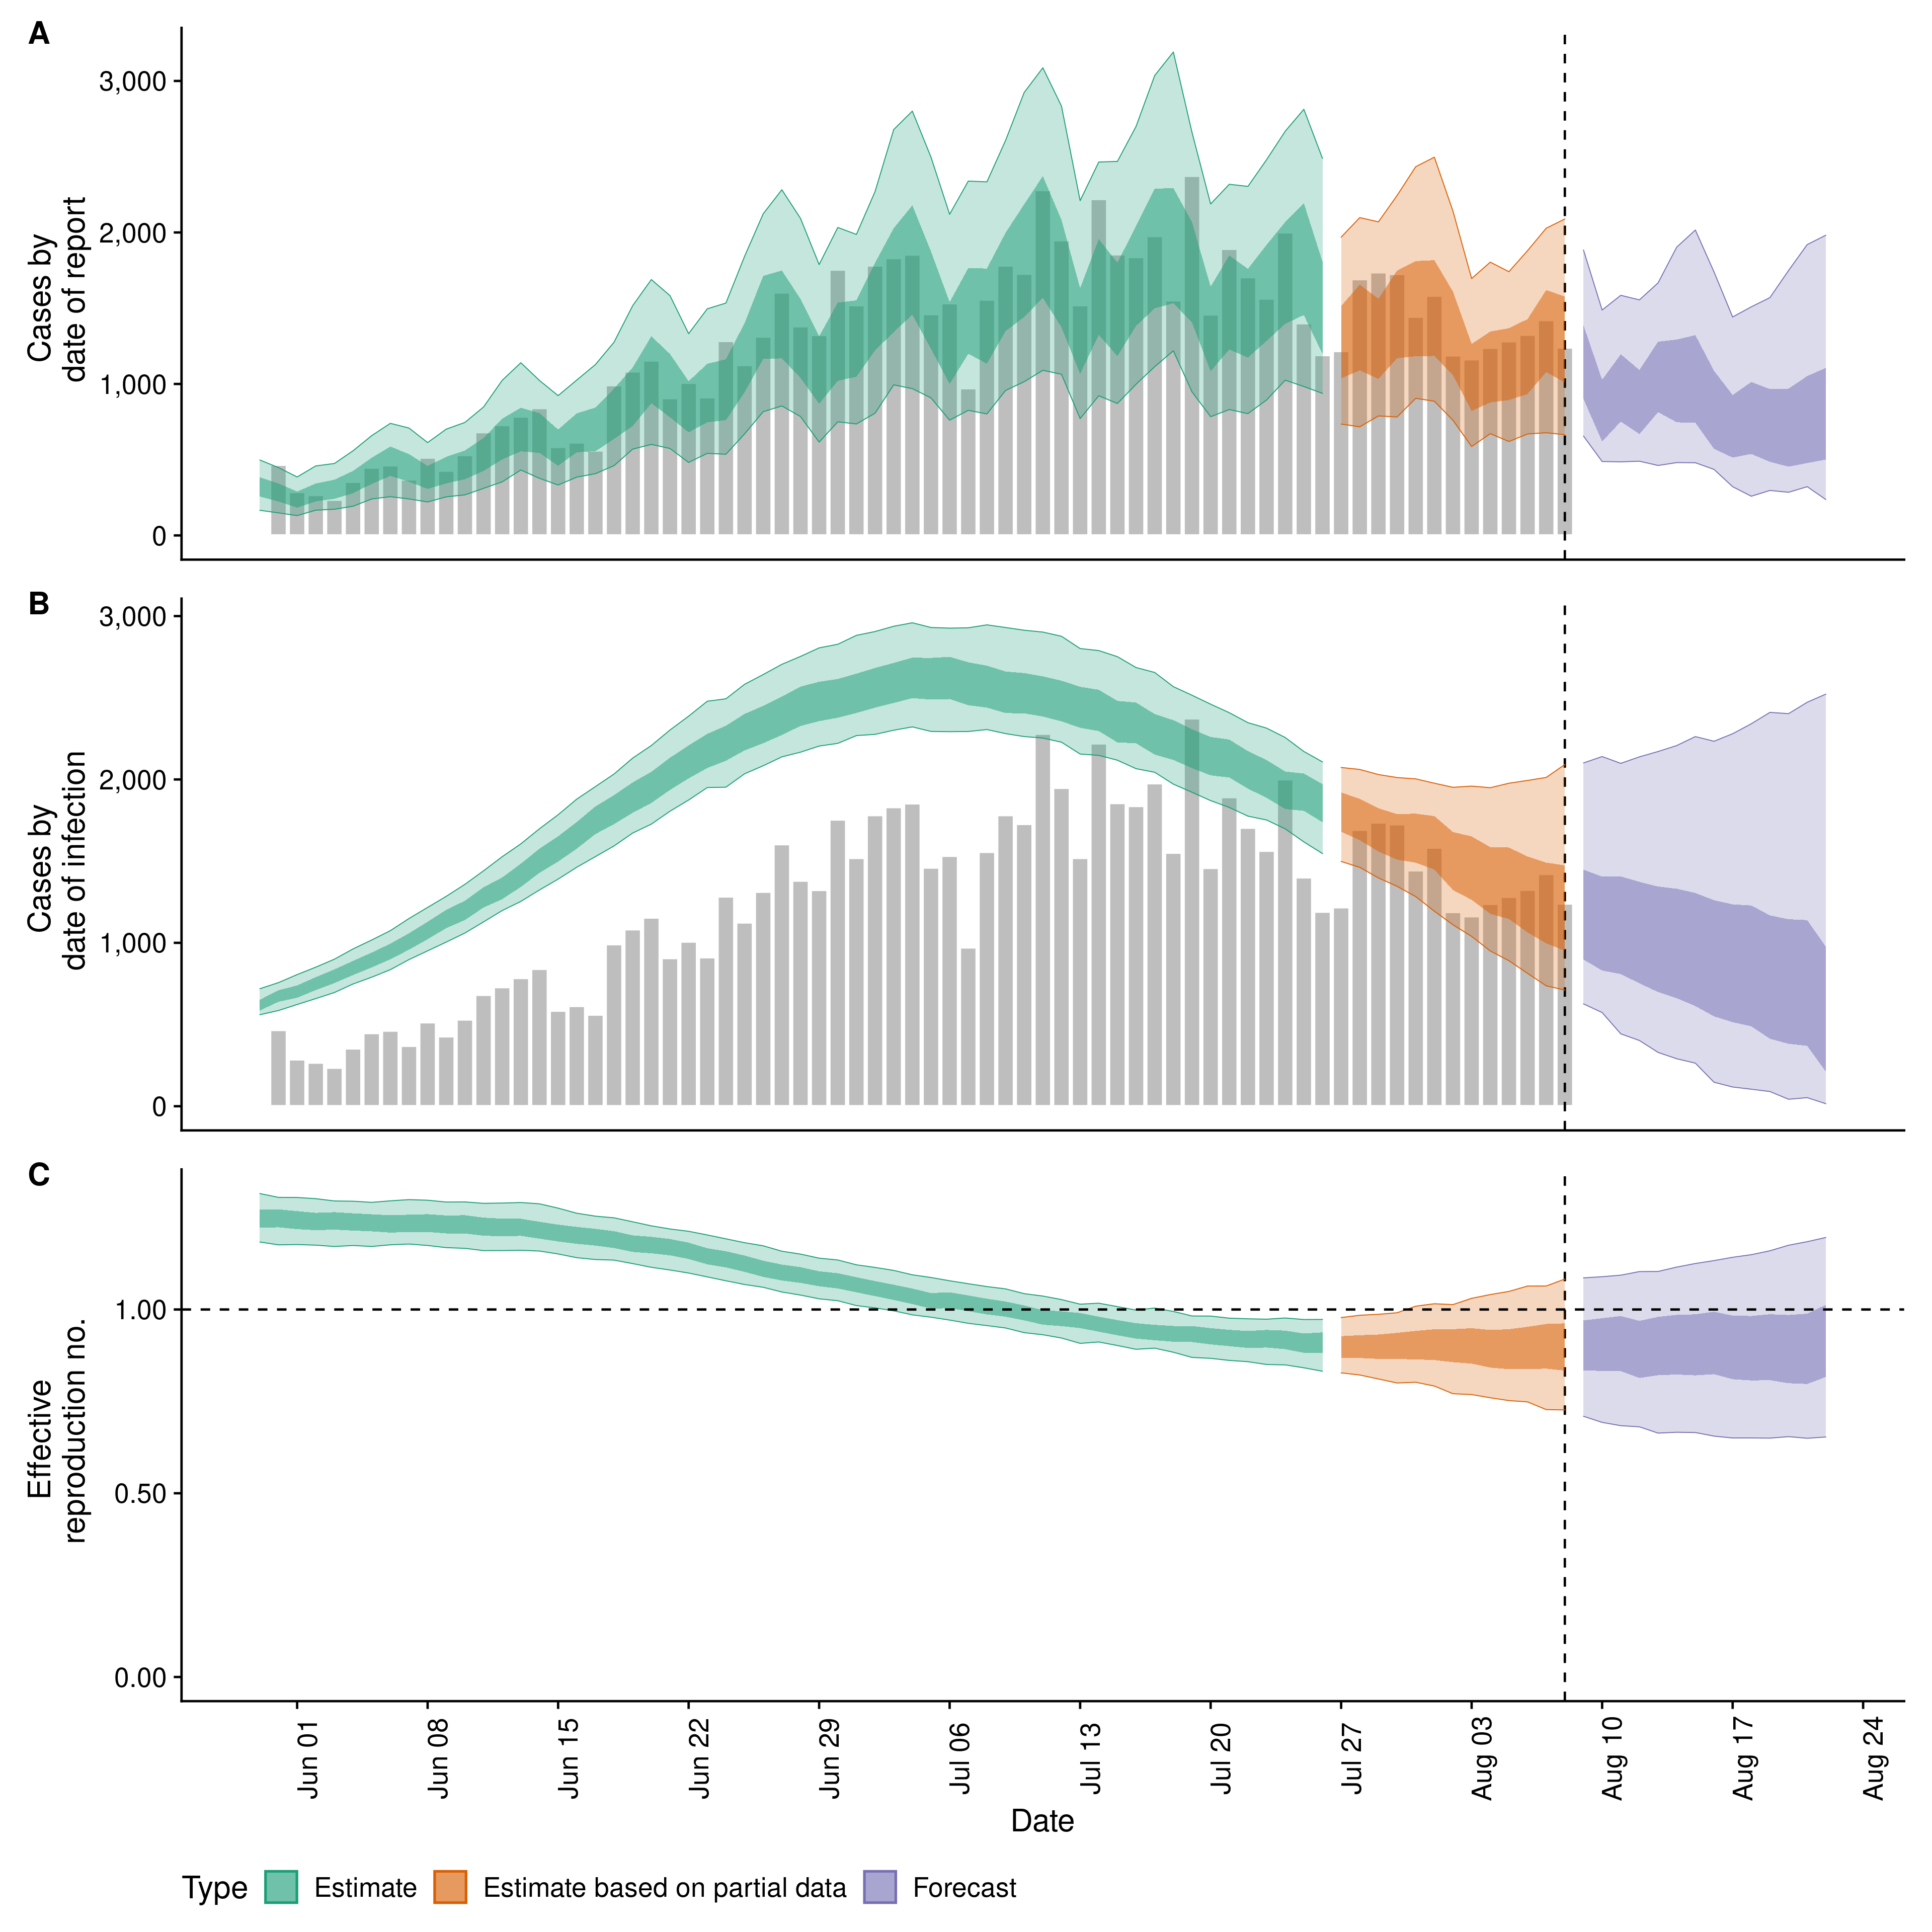 A
Cases by
date of report
3,000
2,000
1,000
0
B
Cases by
date of infection
3,000
2,000
1,000
0
C
Effective
reproduction no.
1.00
0.50
0.00
Jun 01
Jun 08
Jun 15
Jun 22
Jun 29
Jul 06
Jul 13
Jul 20
Jul 27
Aug 03
Aug 10
Aug 17
Aug 24
Date
Type Estimate Estimate based on partial data Forecast